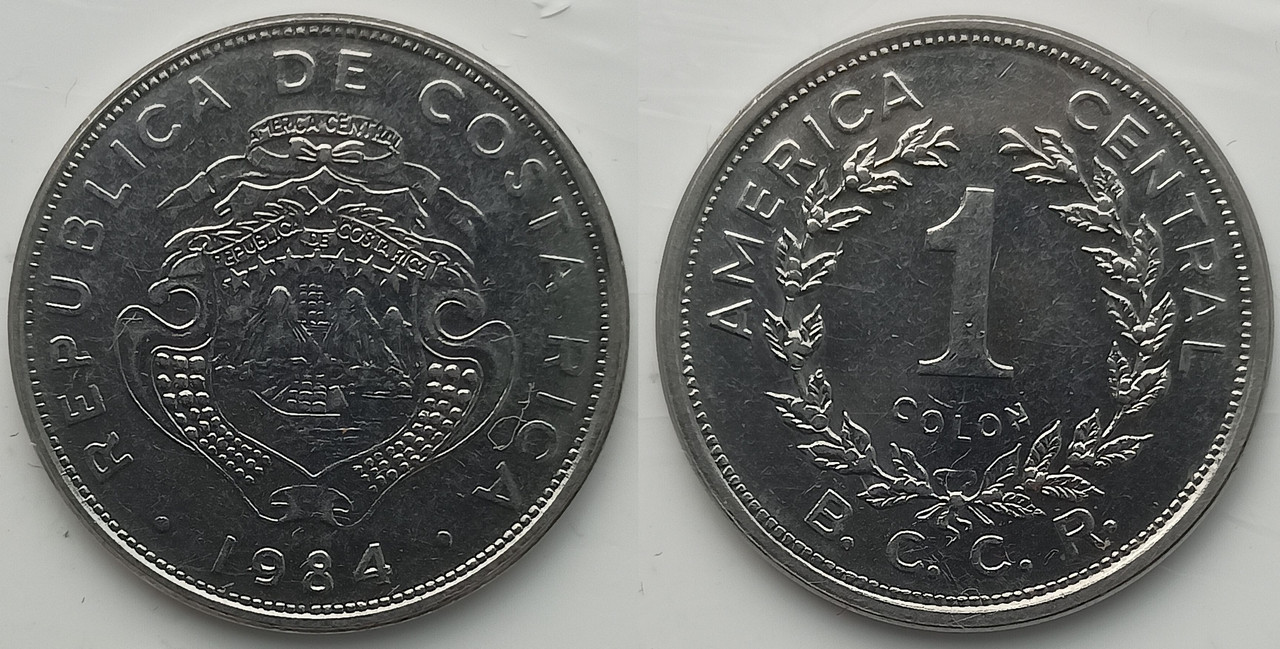 REPUBLICA DE COSTA RICA
AMERICA CENTRAL
REPUBLICA DE COSTA RICA
· 1984 ·
AMERICA CENTRAL
1
COLON
B. C. C. R.